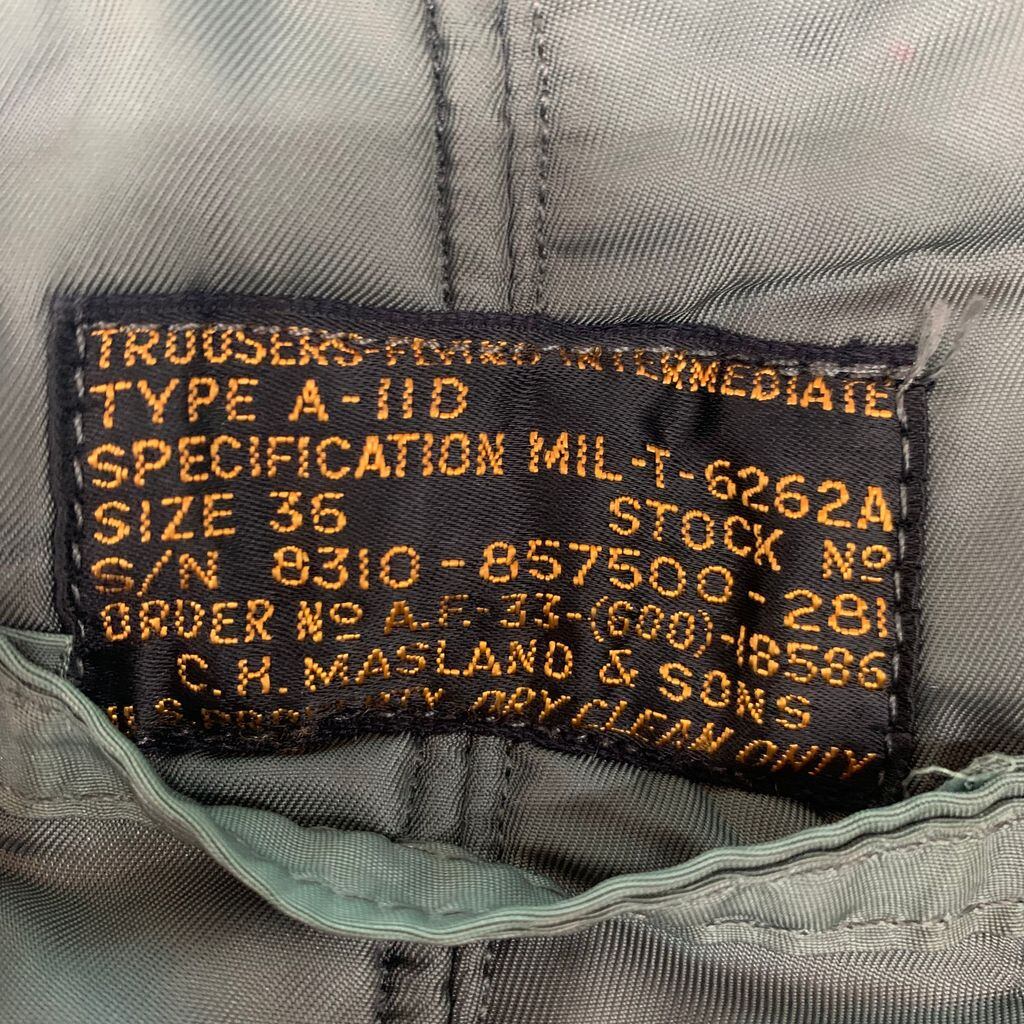 TROUSERS-FLYING INTERMEDIATE
TYPE A-11D
SPECIFICATION MIL-T-6262A
SIZE 36 STOCK Nº
S/N 8310-857500-281
ORDER Nº A.F.-33-(600)-18586
C.H. MASLAND & SONS
U.S. PROPERTY DRY CLEAN ONLY